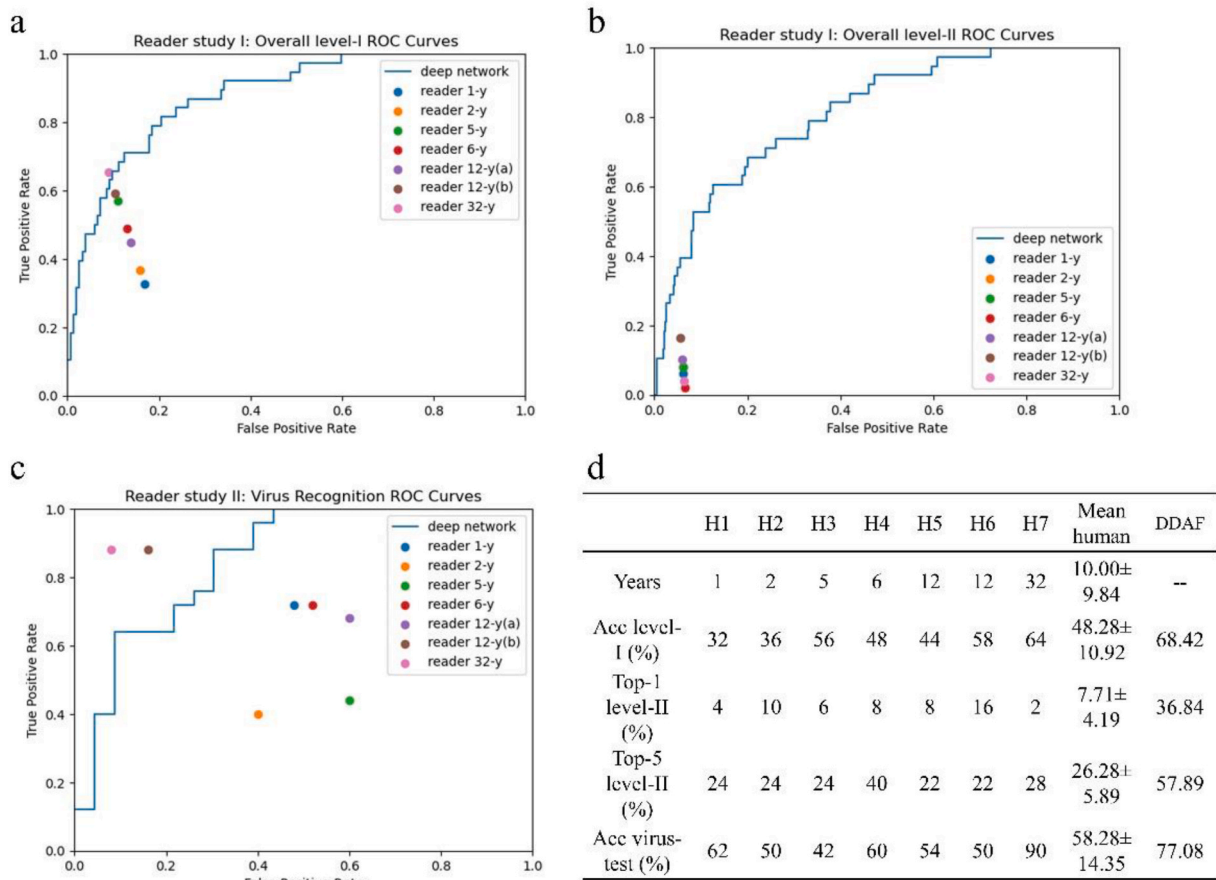 a
Reader study I: Overall level-I ROC Curves
1.0
0.8
0.6
0.4
0.2
0.0
True Positive Rate
deep network
reader 1-y
reader 2-y
reader 5-y
reader 6-y
reader 12-y(a)
reader 12-y(b)
reader 32-y
0.0 0.2 0.4 0.6 0.8 1.0
False Positive Rate
b
Reader study I: Overall level-II ROC Curves
1.0
0.8
0.6
0.4
0.2
0.0
True Positive Rate
deep network
reader 1-y
reader 2-y
reader 5-y
reader 6-y
reader 12-y(a)
reader 12-y(b)
reader 32-y
0.0 0.2 0.4 0.6 0.8 1.0
False Positive Rate
c
Reader study II: Virus Recognition ROC Curves
1.0
0.8
0.6
0.4
0.2
0.0
True Positive Rate
deep network
reader 1-y
reader 2-y
reader 5-y
reader 6-y
reader 12-y(a)
reader 12-y(b)
reader 32-y
0.0 0.2 0.4 0.6 0.8 1.0
False Positive Rate
d
H1 H2 H3 H4 H5 H6 H7 Mean human DDAF
Years 1 2 5 6 12 12 32 10.00± 9.84 --
Acc level-I (%) 32 36 56 48 44 58 64 48.28± 10.92 68.42
Top-1 level-II (%) 4 10 6 8 8 16 2 7.71± 4.19 36.84
Top-5 level-II (%) 24 24 24 40 22 22 28 26.28± 5.89 57.89
Acc virus-test (%) 62 50 42 60 54 50 90 58.28± 14.35 77.08